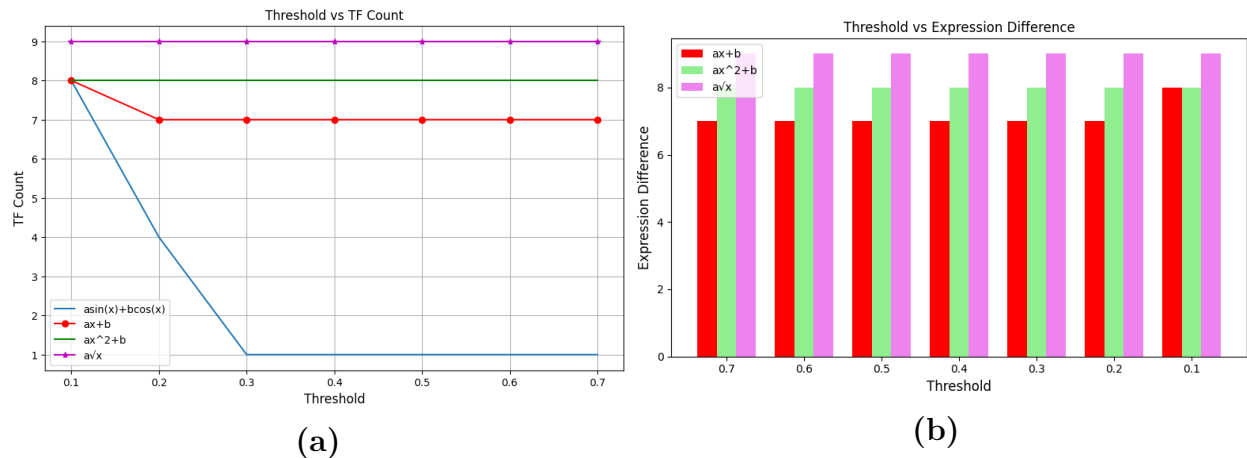 Threshold vs TF Count
TF Count
9
8
7
6
5
4
3
2
1
asin(x)+bcos(x)
ax+b
ax^2+b
a√x
0.1 0.2 0.3 0.4 0.5 0.6 0.7
Threshold
(a)
Threshold vs Expression Difference
Expression Difference
8
6
4
2
0
ax+b
ax^2+b
a√x
0.7 0.6 0.5 0.4 0.3 0.2 0.1
Threshold
(b)